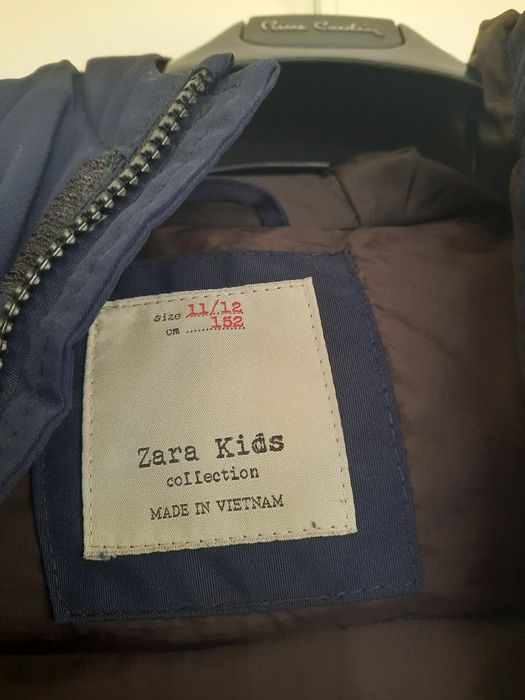 Pierre Cardin
size 11/12
cm 152
Zara Kids
collection
MADE IN VIETNAM